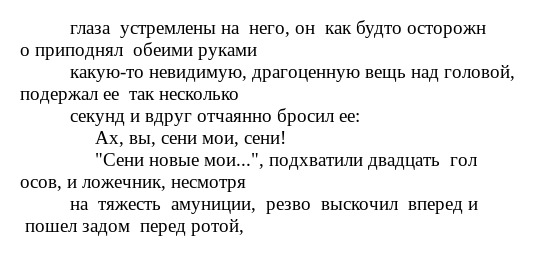 глаза устремлены на него, он как будто осторожн
о приподнял обеими руками
какую-то невидимую, драгоценную вещь над головой,
подержал ее так несколько
секунд и вдруг отчаянно бросил ее:
Ах, вы, сени мои, сени!
"Сени новые мои...", подхватили двадцать гол
осов, и ложечник, несмотря
на тяжесть амуниции, резво выскочил вперед и
пошел задом перед ротой,